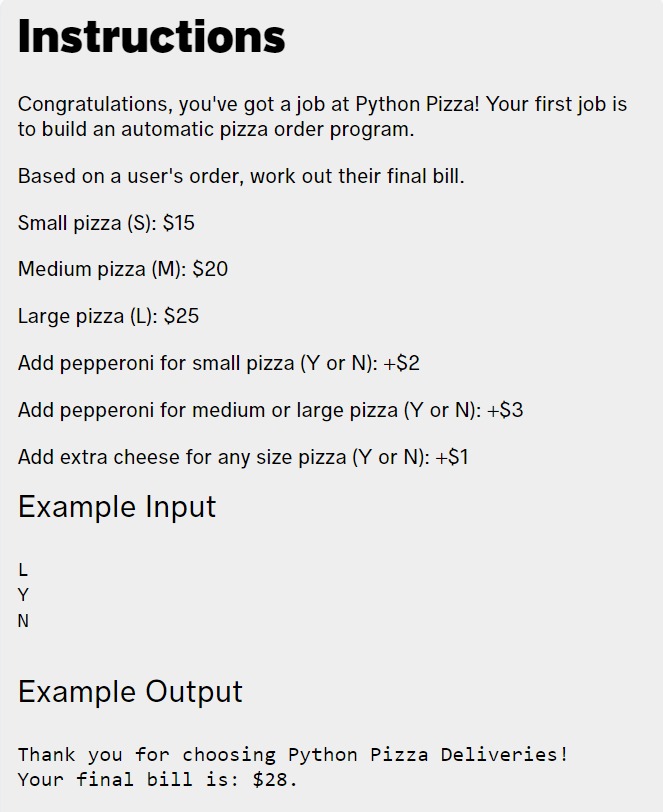 Instructions
Congratulations, you've got a job at Python Pizza! Your first job is
to build an automatic pizza order program.
Based on a user's order, work out their final bill.
Small pizza (S): $15
Medium pizza (M): $20
Large pizza (L): $25
Add pepperoni for small pizza (Y or N): +$2
Add pepperoni for medium or large pizza (Y or N): +$3
Add extra cheese for any size pizza (Y or N): +$1
Example Input
L
Y
N
Example Output
Thank you for choosing Python Pizza Deliveries!
Your final bill is: $28.